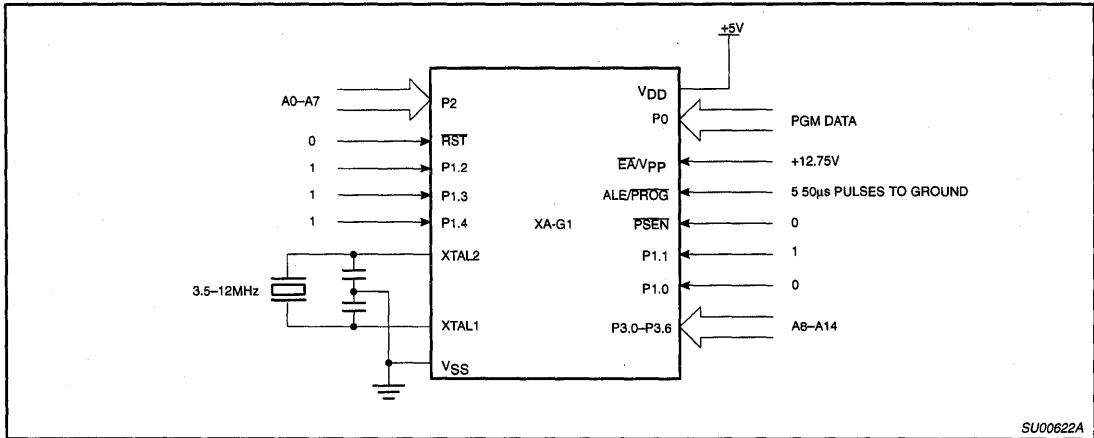 +5V
A0–A7
P2
VDD
P0
PGM DATA
0
RST
EA/VPP
+12.75V
1
P1.2
ALE/PROG
5 50µs PULSES TO GROUND
1
P1.3
PSEN
0
1
P1.4
XA-G1
P1.1
1
XTAL2
P1.0
0
3.5–12MHz
XTAL1
P3.0–P3.6
A8–A14
VSS
SU00622A